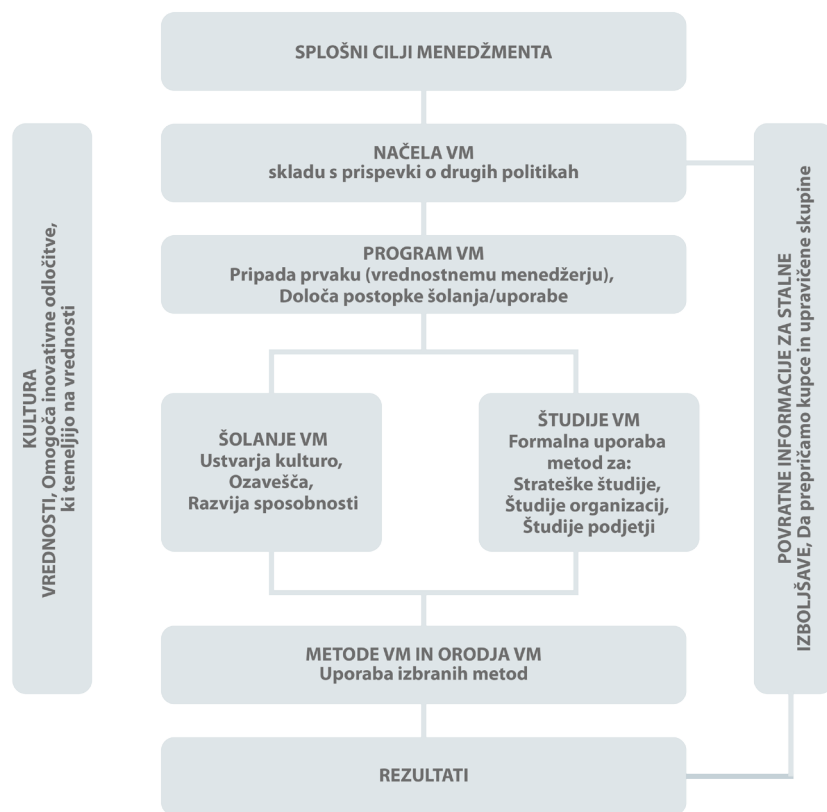 SPLOŠNI CILJI MENEDŽMENTA
NAČELA VM
skladu s prispevki o drugih politikah
PROGRAM VM
Pripada prvaku (vrednostnemu menedžerju),
Določa postopke šolanja/uporabe
KULTURA
VREDNOSTI, Omogoča inovativne odločitve,
ki temeljijo na vrednosti
ŠOLANJE VM
Ustvarja kulturo,
Ozavešča,
Razvija sposobnosti
ŠTUDIJE VM
Formalna uporaba
metod za:
Strateške študije,
Študije organizacij,
Študije podjetji
POVRATNE INFORMACIJE ZA STALNE
IZBOLJŠAVE, Da prepričamo kupce in upravičene skupine
METODE VM IN ORODJA VM
Uporaba izbranih metod
REZULTATI